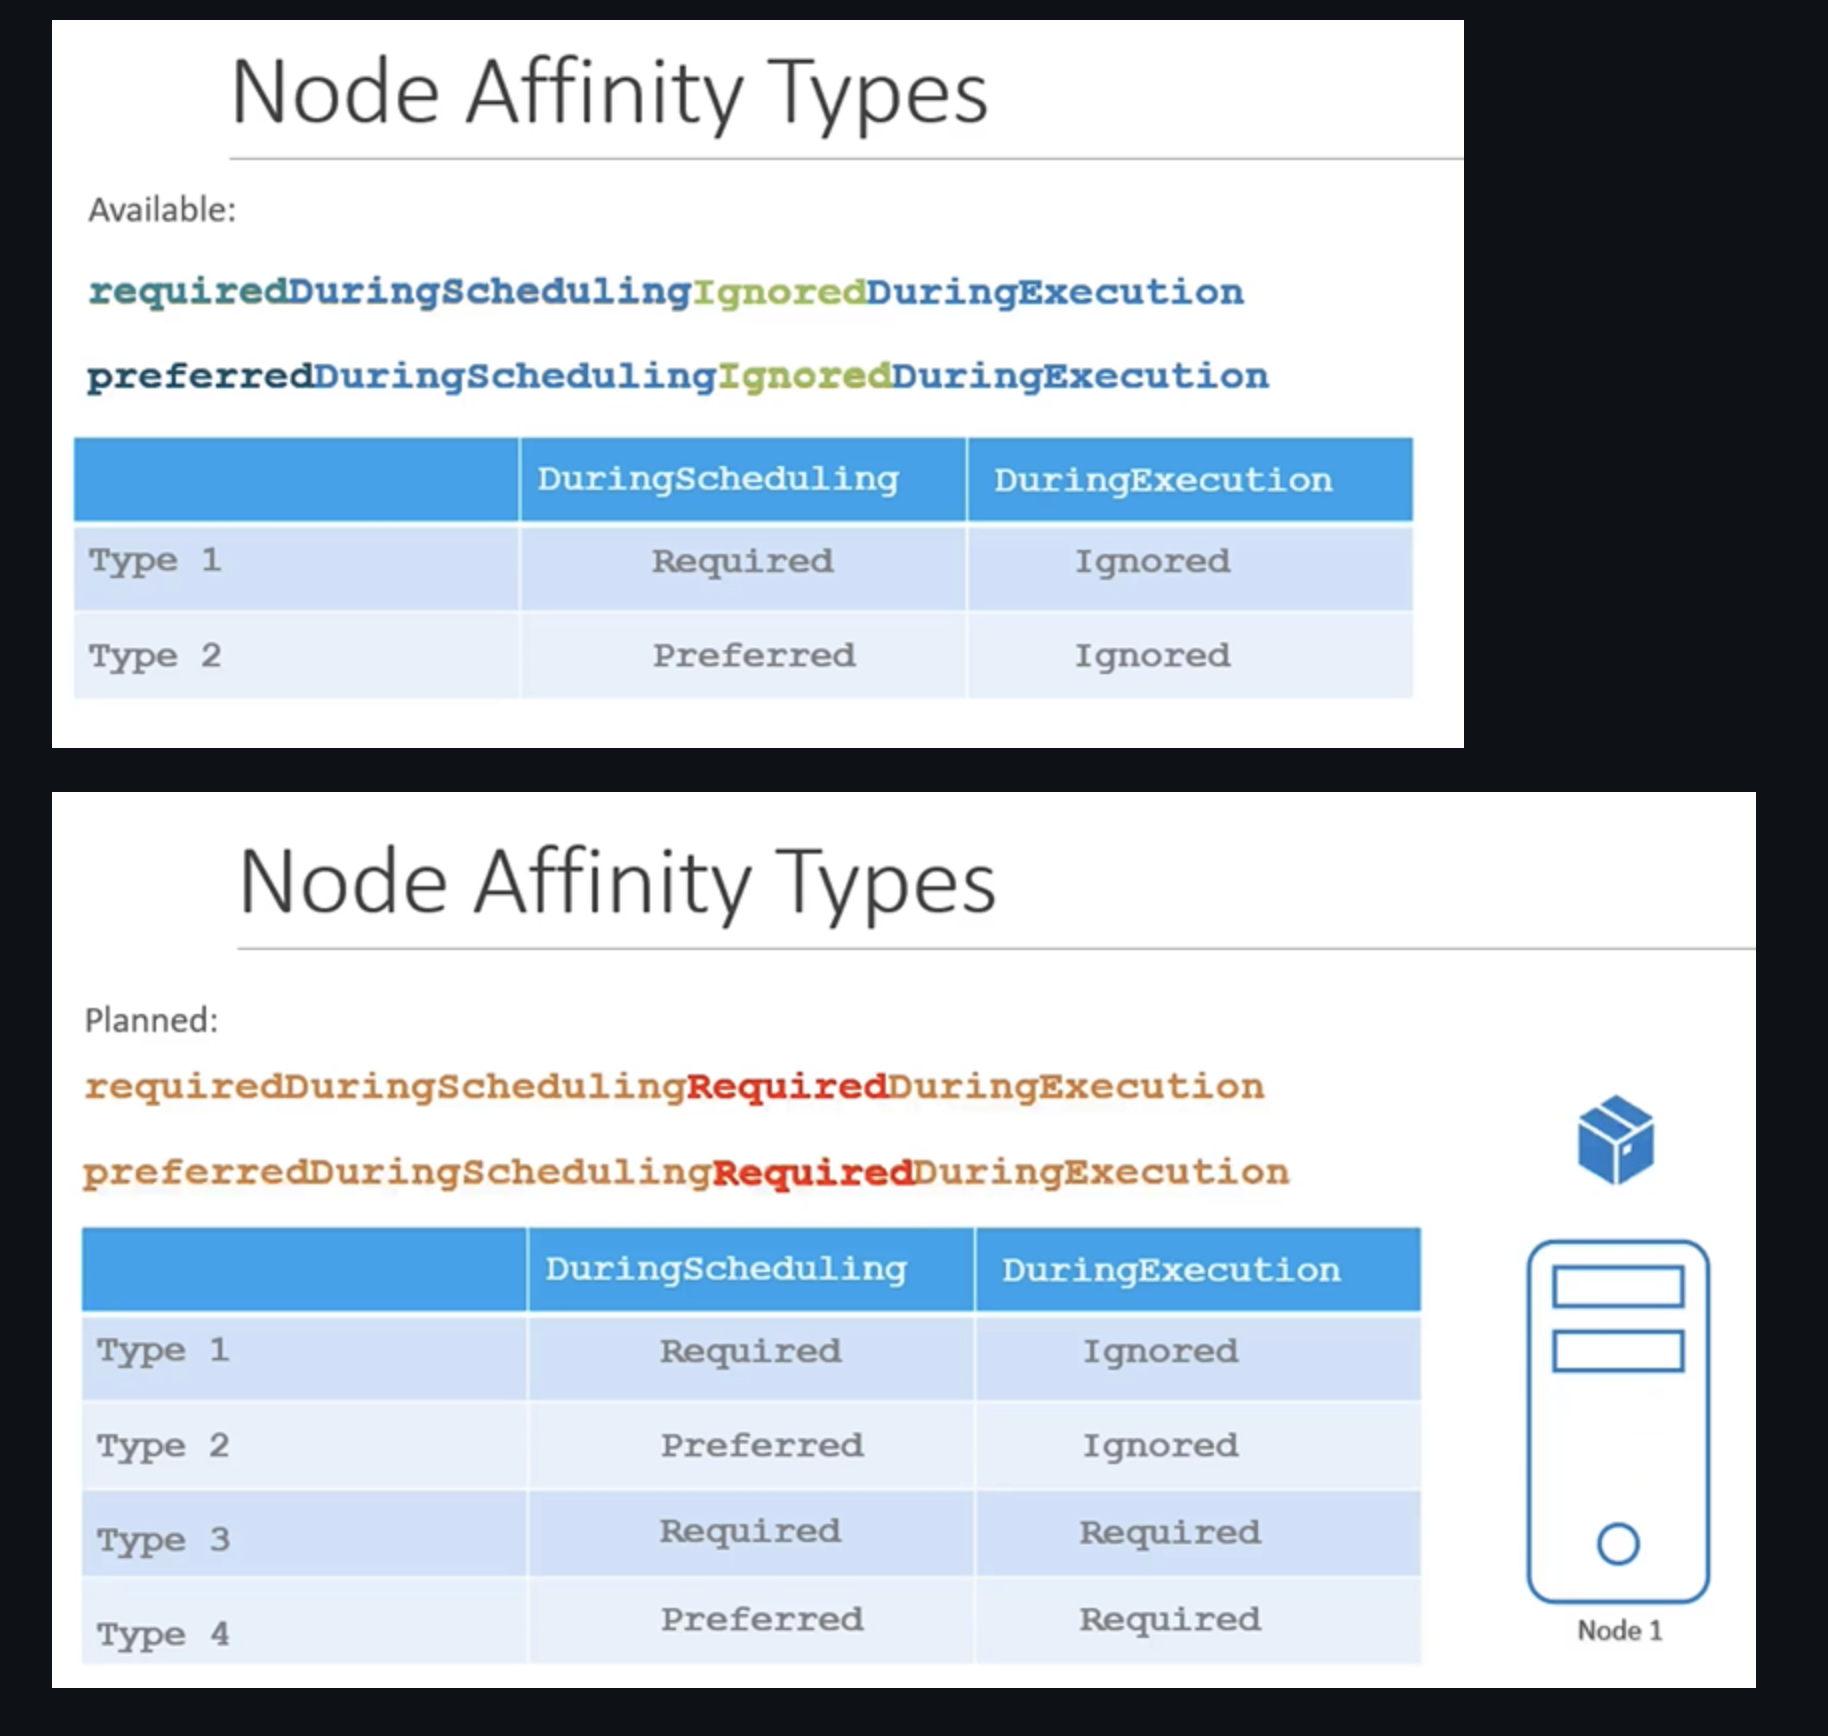 Node Affinity Types
Available:
requiredDuringSchedulingIgnoredDuringExecution
preferredDuringSchedulingIgnoredDuringExecution
DuringScheduling DuringExecution
Type 1 Required Ignored
Type 2 Preferred Ignored
Node Affinity Types
Planned:
requiredDuringSchedulingRequiredDuringExecution
preferredDuringSchedulingRequiredDuringExecution
DuringScheduling DuringExecution
Type 1 Required Ignored
Type 2 Preferred Ignored
Type 3 Required Required
Type 4 Preferred Required
Node 1